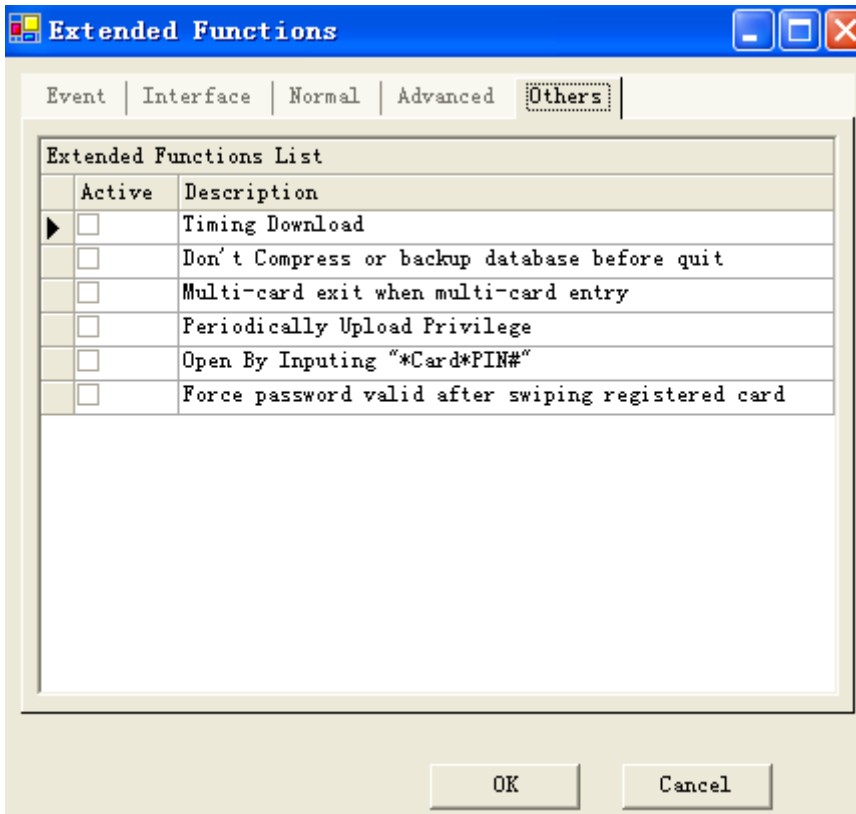 Extended Functions
Event Interface Normal Advanced Others
Extended Functions List
Active Description
Timing Download
Don't Compress or backup database before quit
Multi-card exit when multi-card entry
Periodically Upload Privilege
Open By Inputing "*Card*PIN#"
Force password valid after swiping registered card
OK Cancel